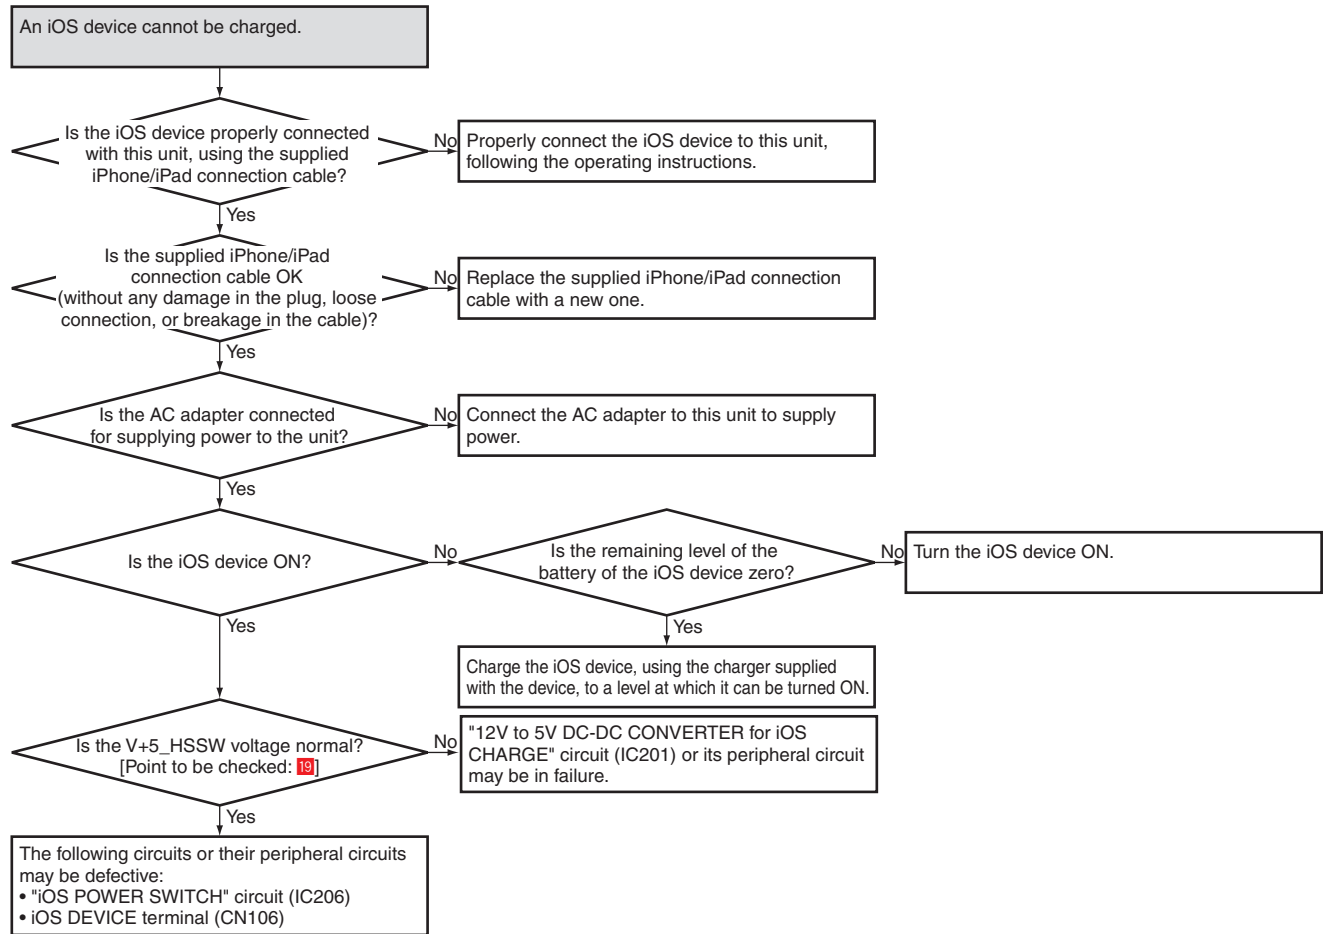 An iOS device cannot be charged.
Is the iOS device properly connected
with this unit, using the supplied
iPhone/iPad connection cable?
No
Properly connect the iOS device to this unit,
following the operating instructions.
Yes
Is the supplied iPhone/iPad
connection cable OK
(without any damage in the plug, loose
connection, or breakage in the cable)?
No
Replace the supplied iPhone/iPad connection
cable with a new one.
Yes
Is the AC adapter connected
for supplying power to the unit?
No
Connect the AC adapter to this unit to supply
power.
Yes
Is the iOS device ON?
No
Is the remaining level of the
battery of the iOS device zero?
No
Turn the iOS device ON.
Yes
Yes
Charge the iOS device, using the charger supplied
with the device, to a level at which it can be turned ON.
Is the V+5_HSSW voltage normal?
[Point to be checked: 19]
No
"12V to 5V DC-DC CONVERTER for iOS
CHARGE" circuit (IC201) or its peripheral circuit
may be in failure.
Yes
The following circuits or their peripheral circuits
may be defective:
• "iOS POWER SWITCH" circuit (IC206)
• iOS DEVICE terminal (CN106)